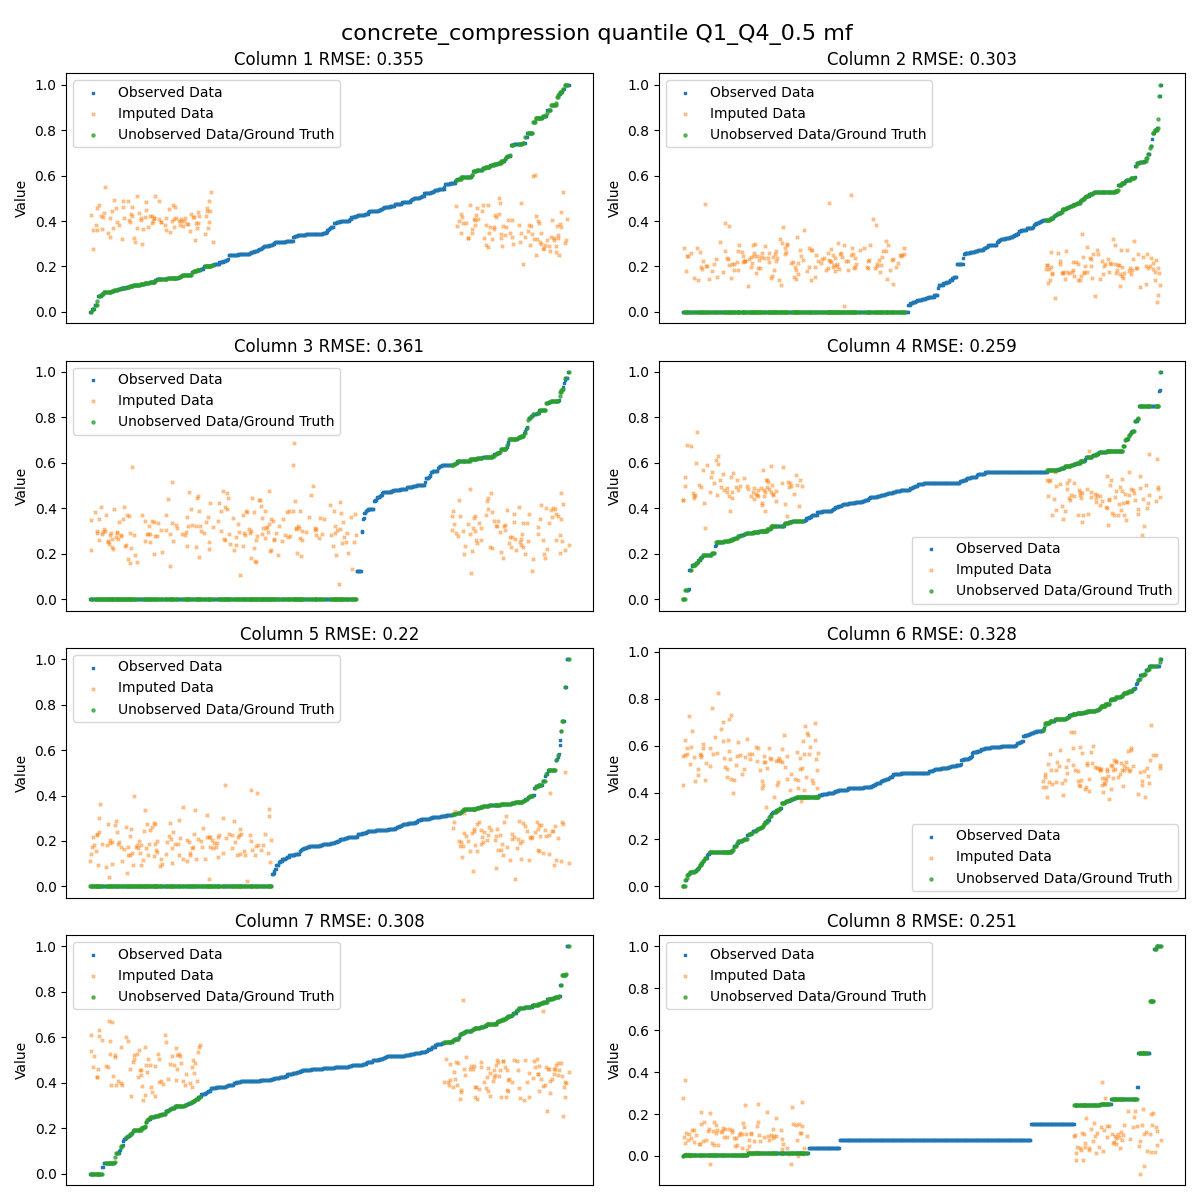 concrete_compression quantile Q1_Q4_0.5 mf
Column 1 RMSE: 0.355
Value
1.0
0.8
0.6
0.4
0.2
0.0
Observed Data
Imputed Data
Unobserved Data/Ground Truth
Column 2 RMSE: 0.303
Value
1.0
0.8
0.6
0.4
0.2
0.0
Observed Data
Imputed Data
Unobserved Data/Ground Truth
Column 3 RMSE: 0.361
Value
1.0
0.8
0.6
0.4
0.2
0.0
Observed Data
Imputed Data
Unobserved Data/Ground Truth
Column 4 RMSE: 0.259
Value
1.0
0.8
0.6
0.4
0.2
0.0
Observed Data
Imputed Data
Unobserved Data/Ground Truth
Column 5 RMSE: 0.22
Value
1.0
0.8
0.6
0.4
0.2
0.0
Observed Data
Imputed Data
Unobserved Data/Ground Truth
Column 6 RMSE: 0.328
Value
1.0
0.8
0.6
0.4
0.2
0.0
Observed Data
Imputed Data
Unobserved Data/Ground Truth
Column 7 RMSE: 0.308
Value
1.0
0.8
0.6
0.4
0.2
0.0
Observed Data
Imputed Data
Unobserved Data/Ground Truth
Column 8 RMSE: 0.251
Value
1.0
0.8
0.6
0.4
0.2
0.0
Observed Data
Imputed Data
Unobserved Data/Ground Truth